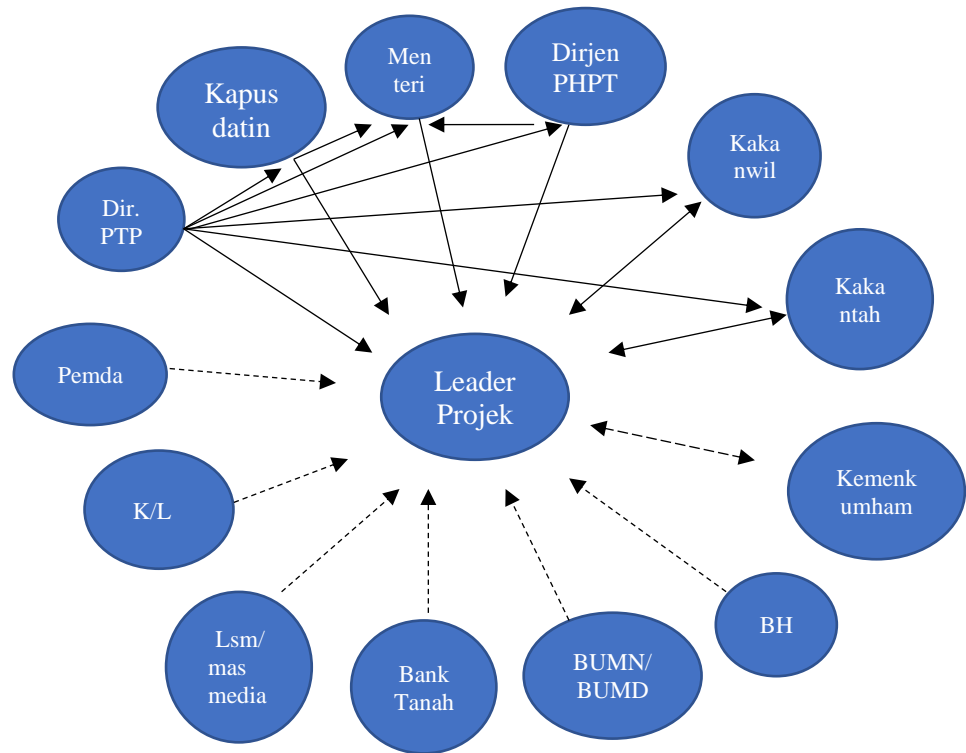 Men
teri
Dirjen
PHPT
Kapus
datin
Kaka
nwil
Dir.
PTP
Kaka
ntah
Pemda
Leader
Projek
Kemenk
umham
K/L
BH
Lsm/
mas
media
Bank
Tanah
BUMN/
BUMD